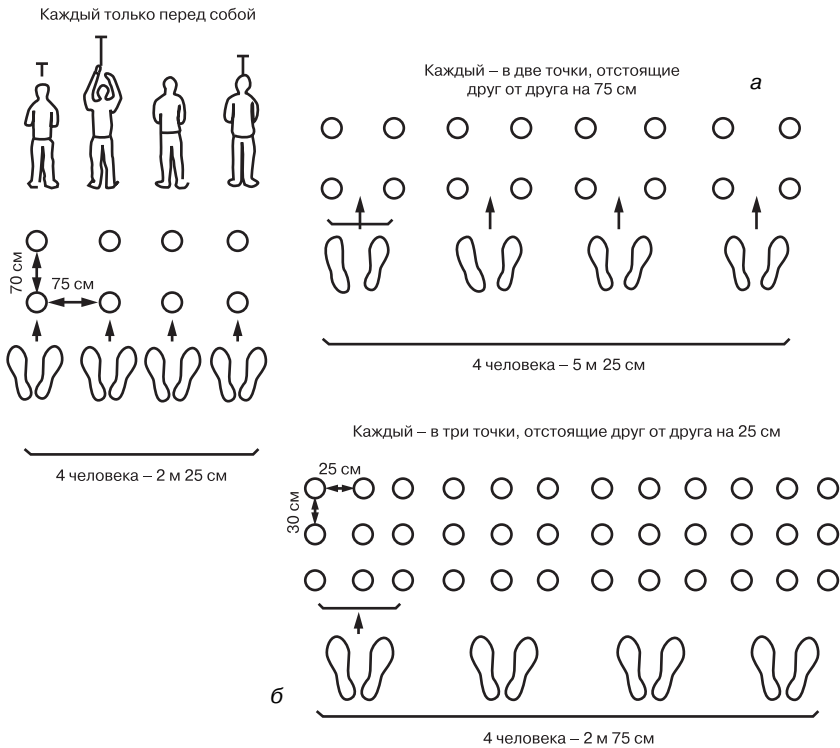 Каждый только перед собой
70 см
75 см
4 человека – 2 м 25 см
Каждый – в две точки, отстоящие
друг от друга на 75 см
а
4 человека – 5 м 25 см
Каждый – в три точки, отстоящие друг от друга на 25 см
25 см
30 см
б
4 человека – 2 м 75 см